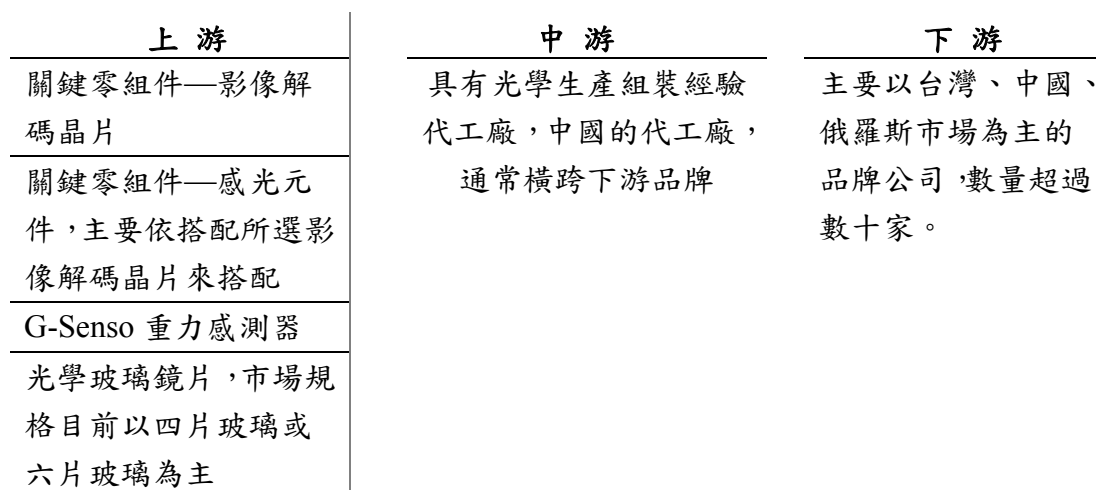 上 游
關鍵零組件—影像解
碼晶片
關鍵零組件—感光元
件，主要依搭配所選影
像解碼晶片來搭配
G-Senso 重力感測器
光學玻璃鏡片，市場規
格目前以四片玻璃或
六片玻璃為主
中 游
具有光學生產組裝經驗
代工廠，中國的代工廠，
通常橫跨下游品牌
下 游
主要以台灣、中國、
俄羅斯市場為主的
品牌公司，數量超過
數十家。